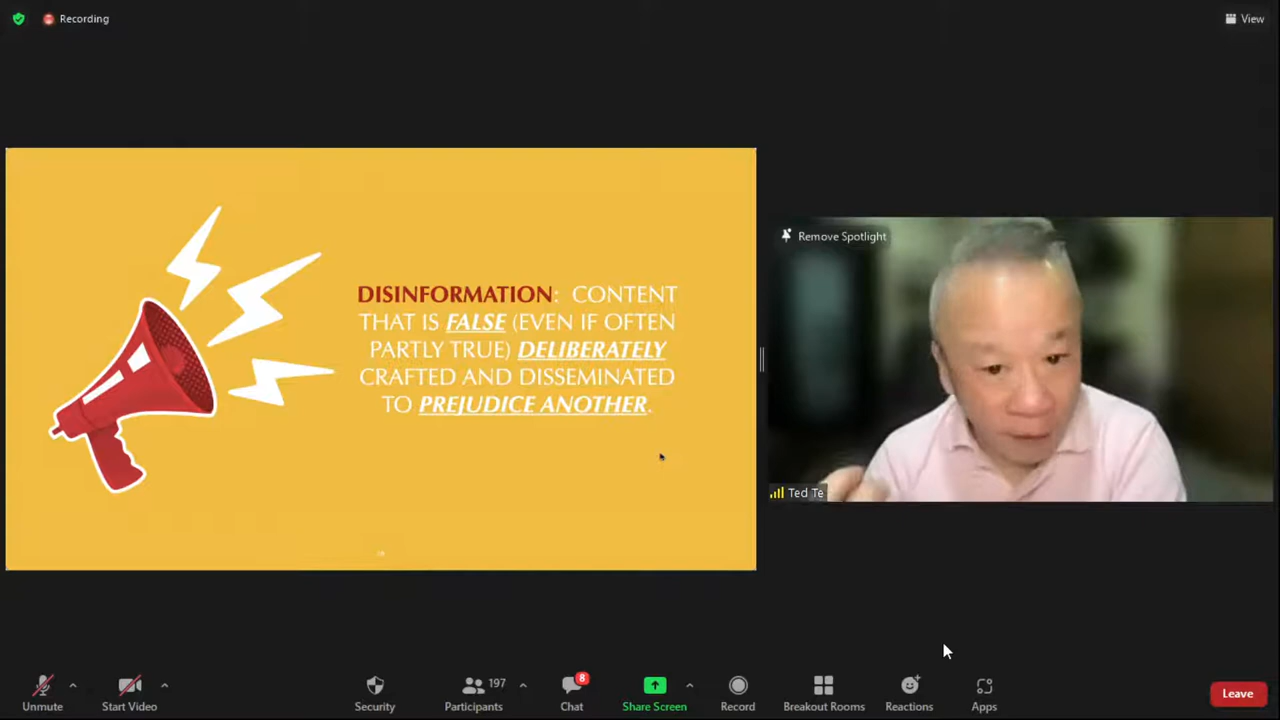 Recording
View
DISINFORMATION: CONTENT
THAT IS FALSE (EVEN IF OFTEN
PARTLY TRUE) DELIBERATELY
CRAFTED AND DISSEMINATED
TO PREJUDICE ANOTHER.
Remove Spotlight
Ted Te
Unmute
Start Video
Security
Participants 197
Chat 8
Share Screen
Record
Breakout Rooms
Reactions
Apps
Leave